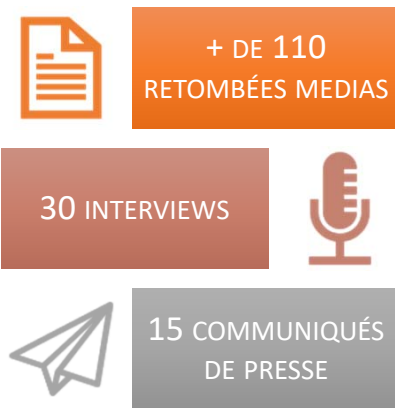 + DE 110
RETOMBÉES MEDIAS
30 INTERVIEWS
15 COMMUNIQUÉS
DE PRESSE